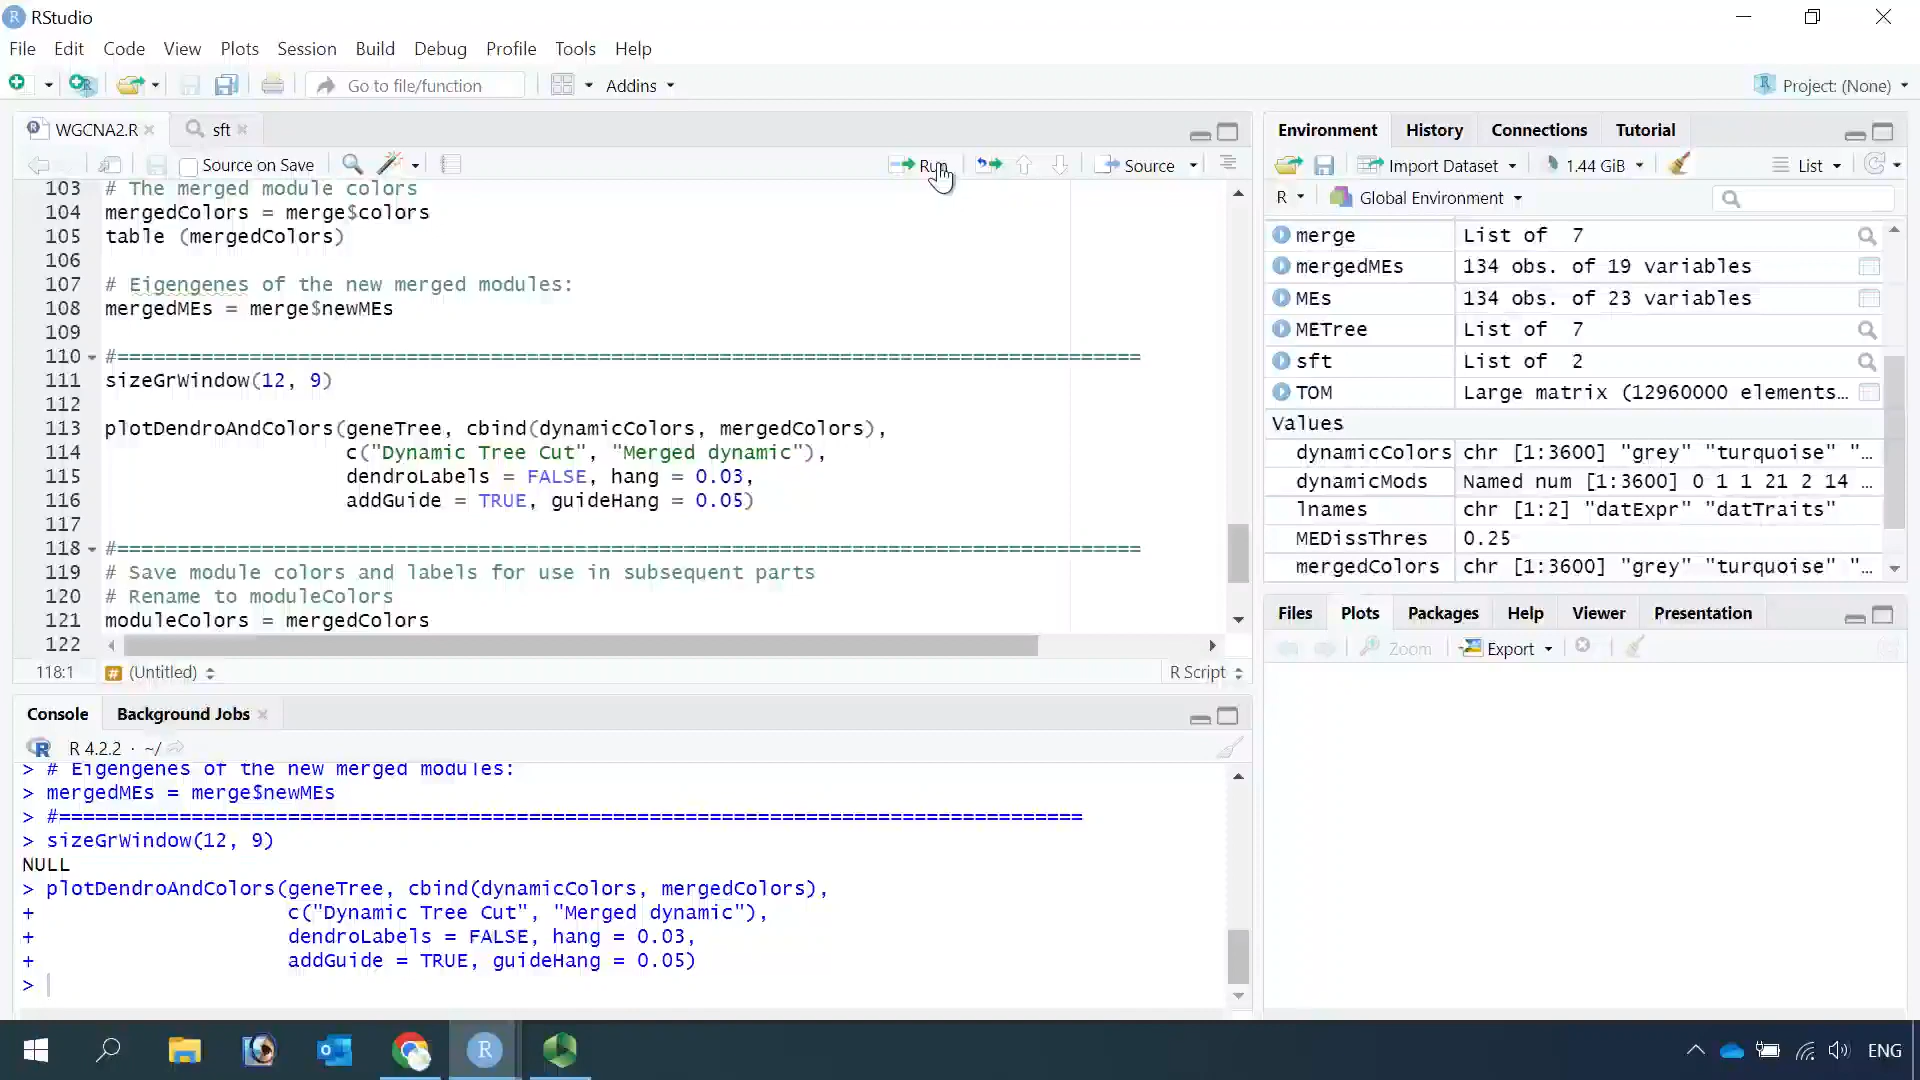 RStudio
File Edit Code View Plots Session Build Debug Profile Tools Help
Go to file/function Addins Project: (None)
WGCNA2.R sft
Source on Save Run Source
103 # The merged module colors
104 mergedColors = merge$colors
105 table (mergedColors)
106
107 # Eigengenes of the new merged modules:
108 mergedMEs = merge$newMEs
109
110 #=====================================================================================
111 sizeGrWindow(12, 9)
112
113 plotDendroAndColors(geneTree, cbind(dynamicColors, mergedColors),
114 c("Dynamic Tree Cut", "Merged dynamic"),
115 dendroLabels = FALSE, hang = 0.03,
116 addGuide = TRUE, guideHang = 0.05)
117
118 #=====================================================================================
119 # Save module colors and labels for use in subsequent parts
120 # Rename to moduleColors
121 moduleColors = mergedColors
122
118:1 (Untitled) R Script
Console Background Jobs
R 4.2.2 · ~/
> # Eigengenes of the new merged modules:
> mergedMEs = merge$newMEs
> #=====================================================================================
> sizeGrWindow(12, 9)
NULL
> plotDendroAndColors(geneTree, cbind(dynamicColors, mergedColors),
+ c("Dynamic Tree Cut", "Merged dynamic"),
+ dendroLabels = FALSE, hang = 0.03,
+ addGuide = TRUE, guideHang = 0.05)
>
Environment History Connections Tutorial
Import Dataset 1.44 GiB List
R Global Environment
merge List of 7
mergedMEs 134 obs. of 19 variables
MEs 134 obs. of 23 variables
METree List of 7
sft List of 2
TOM Large matrix (12960000 elements…
Values
dynamicColors chr [1:3600] "grey" "turquoise" "…
dynamicMods Named num [1:3600] 0 1 1 21 2 14 …
lnames chr [1:2] "datExpr" "datTraits"
MEDissThres 0.25
mergedColors chr [1:3600] "grey" "turquoise" "…
Files Plots Packages Help Viewer Presentation
Zoom Export
ENG